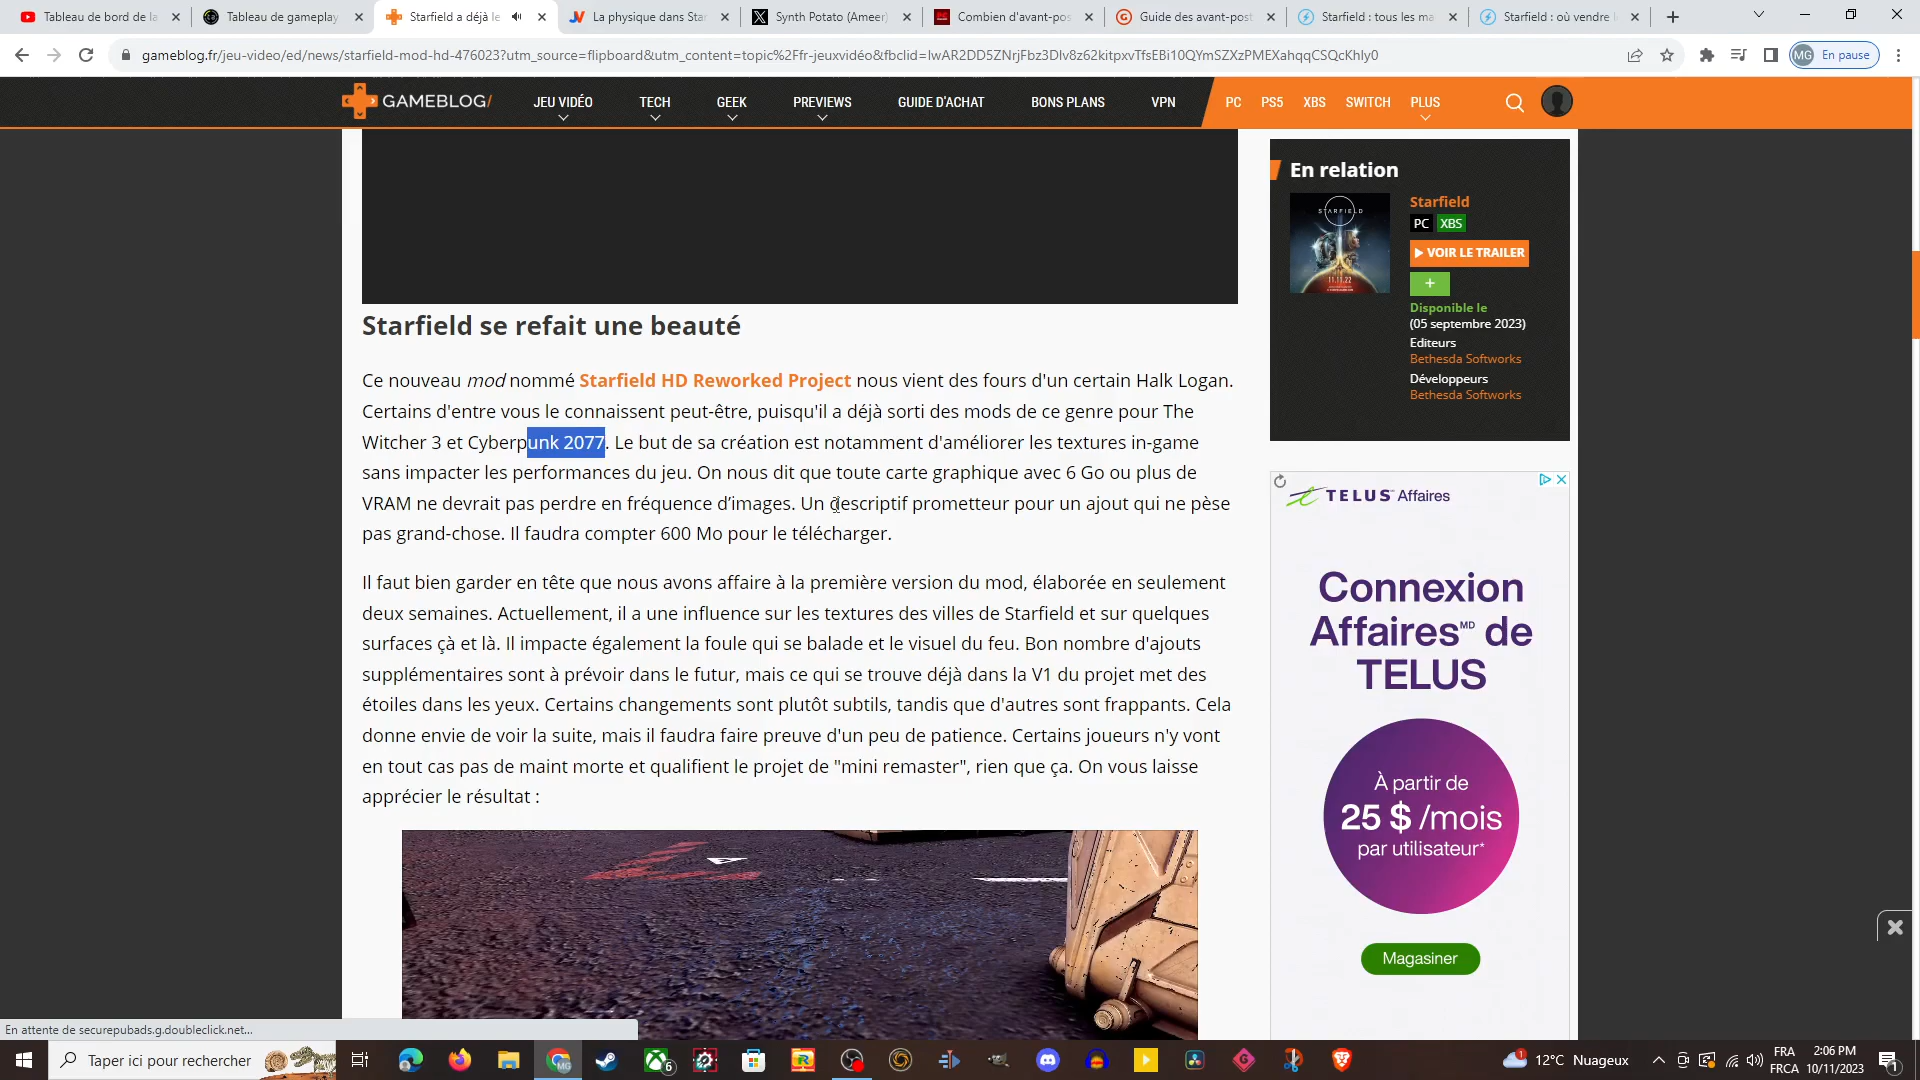 Tableau de bord de la
Tableau de gameplay
Starfield a déjà le
La physique dans Star
Synth Potato (Ameer)
Combien d'avant-pos
Guide des avant-post
Starfield : tous les ma
Starfield : où vendre l
gameblog.fr/jeu-video/ed/news/starfield-mod-hd-476023?utm_source=flipboard&utm_content=topic%2Ffr-jeuxvidéo&fbclid=IwAR2DD5ZNrjFbz3Dlv8z62kitpxvTfsEBi10QYmSZXzPMEXahqqCSQcKhly0
MG En pause
GAMEBLOG/
JEU VIDÉO
TECH
GEEK
PREVIEWS
GUIDE D'ACHAT
BONS PLANS
VPN
PC
PS5
XBS
SWITCH
PLUS
Starfield se refait une beauté
Ce nouveau mod nommé Starfield HD Reworked Project nous vient des fours d'un certain Halk Logan.
Certains d'entre vous le connaissent peut-être, puisqu'il a déjà sorti des mods de ce genre pour The
Witcher 3 et Cyberpunk 2077. Le but de sa création est notamment d'améliorer les textures in-game
sans impacter les performances du jeu. On nous dit que toute carte graphique avec 6 Go ou plus de
VRAM ne devrait pas perdre en fréquence d’images. Un descriptif prometteur pour un ajout qui ne pèse
pas grand-chose. Il faudra compter 600 Mo pour le télécharger.
Il faut bien garder en tête que nous avons affaire à la première version du mod, élaborée en seulement
deux semaines. Actuellement, il a une influence sur les textures des villes de Starfield et sur quelques
surfaces çà et là. Il impacte également la foule qui se balade et le visuel du feu. Bon nombre d'ajouts
supplémentaires sont à prévoir dans le futur, mais ce qui se trouve déjà dans la V1 du projet met des
étoiles dans les yeux. Certains changements sont plutôt subtils, tandis que d'autres sont frappants. Cela
donne envie de voir la suite, mais il faudra faire preuve d'un peu de patience. Certains joueurs n'y vont
en tout cas pas de maint morte et qualifient le projet de "mini remaster", rien que ça. On vous laisse
apprécier le résultat :
En relation
STARFIELD
11.11.22
Starfield
PC XBS
VOIR LE TRAILER
+
Disponible le
(05 septembre 2023)
Editeurs
Bethesda Softworks
Développeurs
Bethesda Softworks
TELUS Affaires
Connexion
Affaires MD de
TELUS
À partir de
25 $ /mois
par utilisateur*
Magasiner
En attente de securepubads.g.doubleclick.net...
Taper ici pour rechercher
MG
6
1
12°C Nuageux
FRA
FRCA
2:06 PM
10/11/2023
1